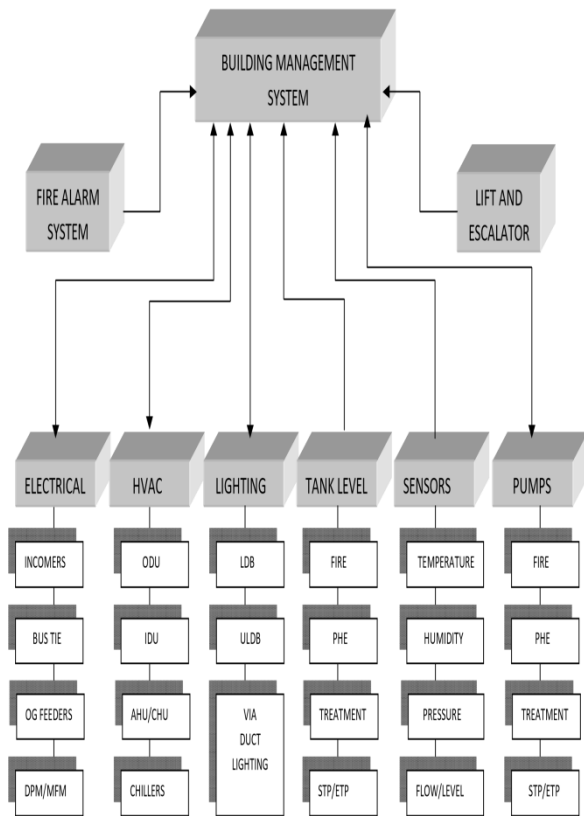 BUILDING MANAGEMENT
SYSTEM
FIRE ALARM
SYSTEM
LIFT AND
ESCALATOR
ELECTRICAL
HVAC
LIGHTING
TANK LEVEL
SENSORS
PUMPS
INCOMERS
ODU
LDB
FIRE
TEMPERATURE
FIRE
BUS TIE
IDU
ULDB
PHE
HUMIDITY
PHE
OG FEEDERS
AHU/CHU
VIA
DUCT
LIGHTING
TREATMENT
PRESSURE
TREATMENT
DPM/MFM
CHILLERS
STP/ETP
FLOW/LEVEL
STP/ETP